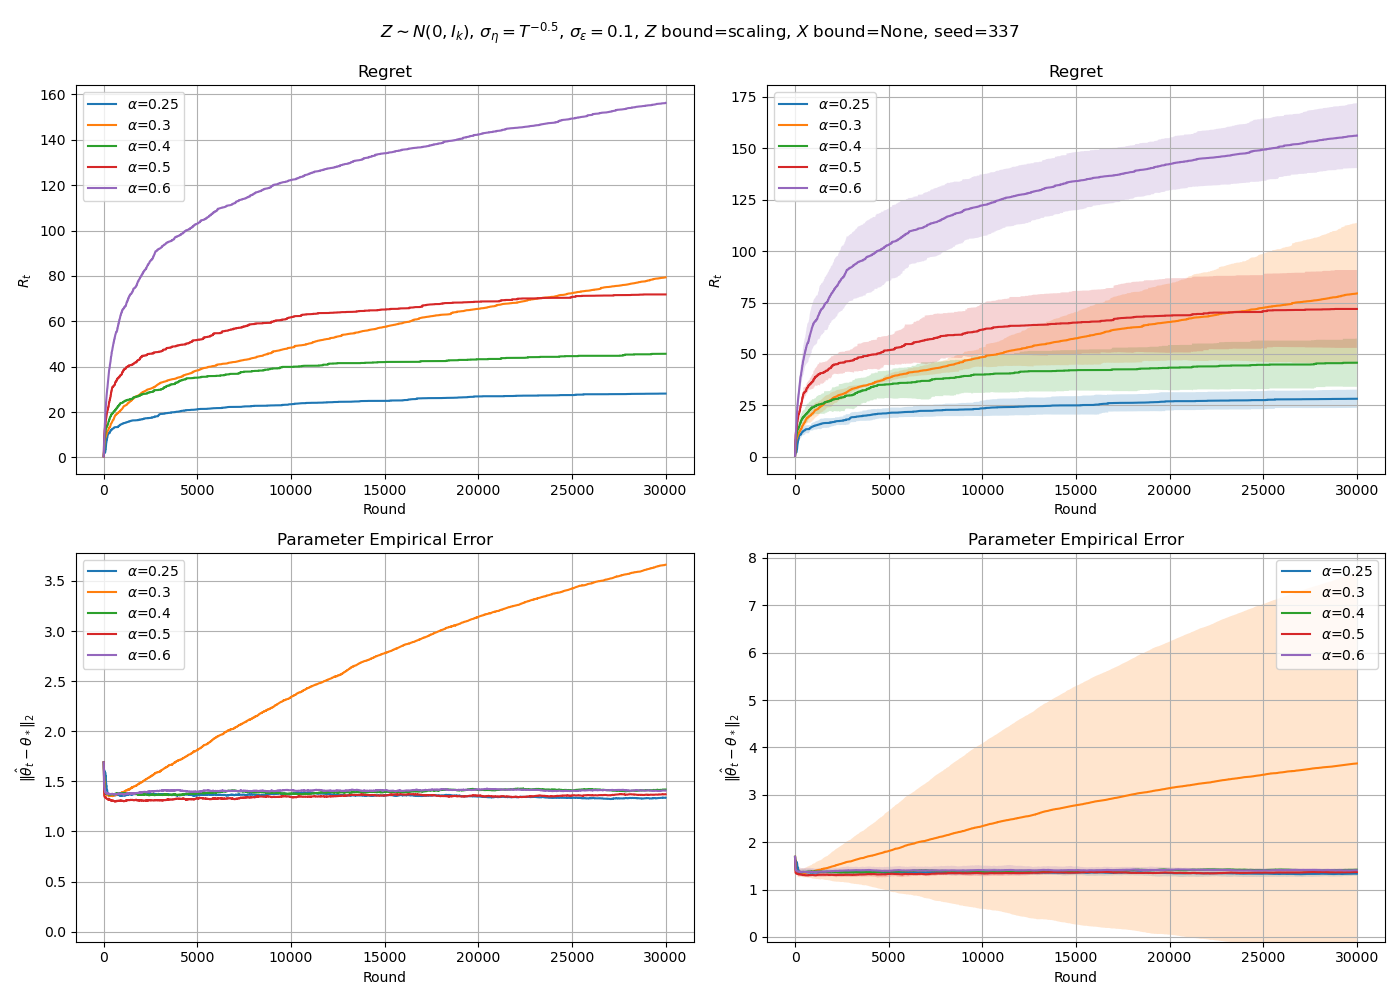 Z ∼ N(0, I_k), σ_η = T^{−0.5}, σ_ε = 0.1, Z bound=scaling, X bound=None, seed=337
Regret
R_t
160
140
120
100
80
60
40
20
0
α=0.25
α=0.3
α=0.4
α=0.5
α=0.6
0 5000 10000 15000 20000 25000 30000
Round
Regret
R_t
175
150
125
100
75
50
25
0
α=0.25
α=0.3
α=0.4
α=0.5
α=0.6
0 5000 10000 15000 20000 25000 30000
Round
Parameter Empirical Error
‖θ̂_t − θ_*‖_2
3.5
3.0
2.5
2.0
1.5
1.0
0.5
0.0
α=0.25
α=0.3
α=0.4
α=0.5
α=0.6
0 5000 10000 15000 20000 25000 30000
Round
Parameter Empirical Error
‖θ̂_t − θ_*‖_2
8
7
6
5
4
3
2
1
0
α=0.25
α=0.3
α=0.4
α=0.5
α=0.6
0 5000 10000 15000 20000 25000 30000
Round